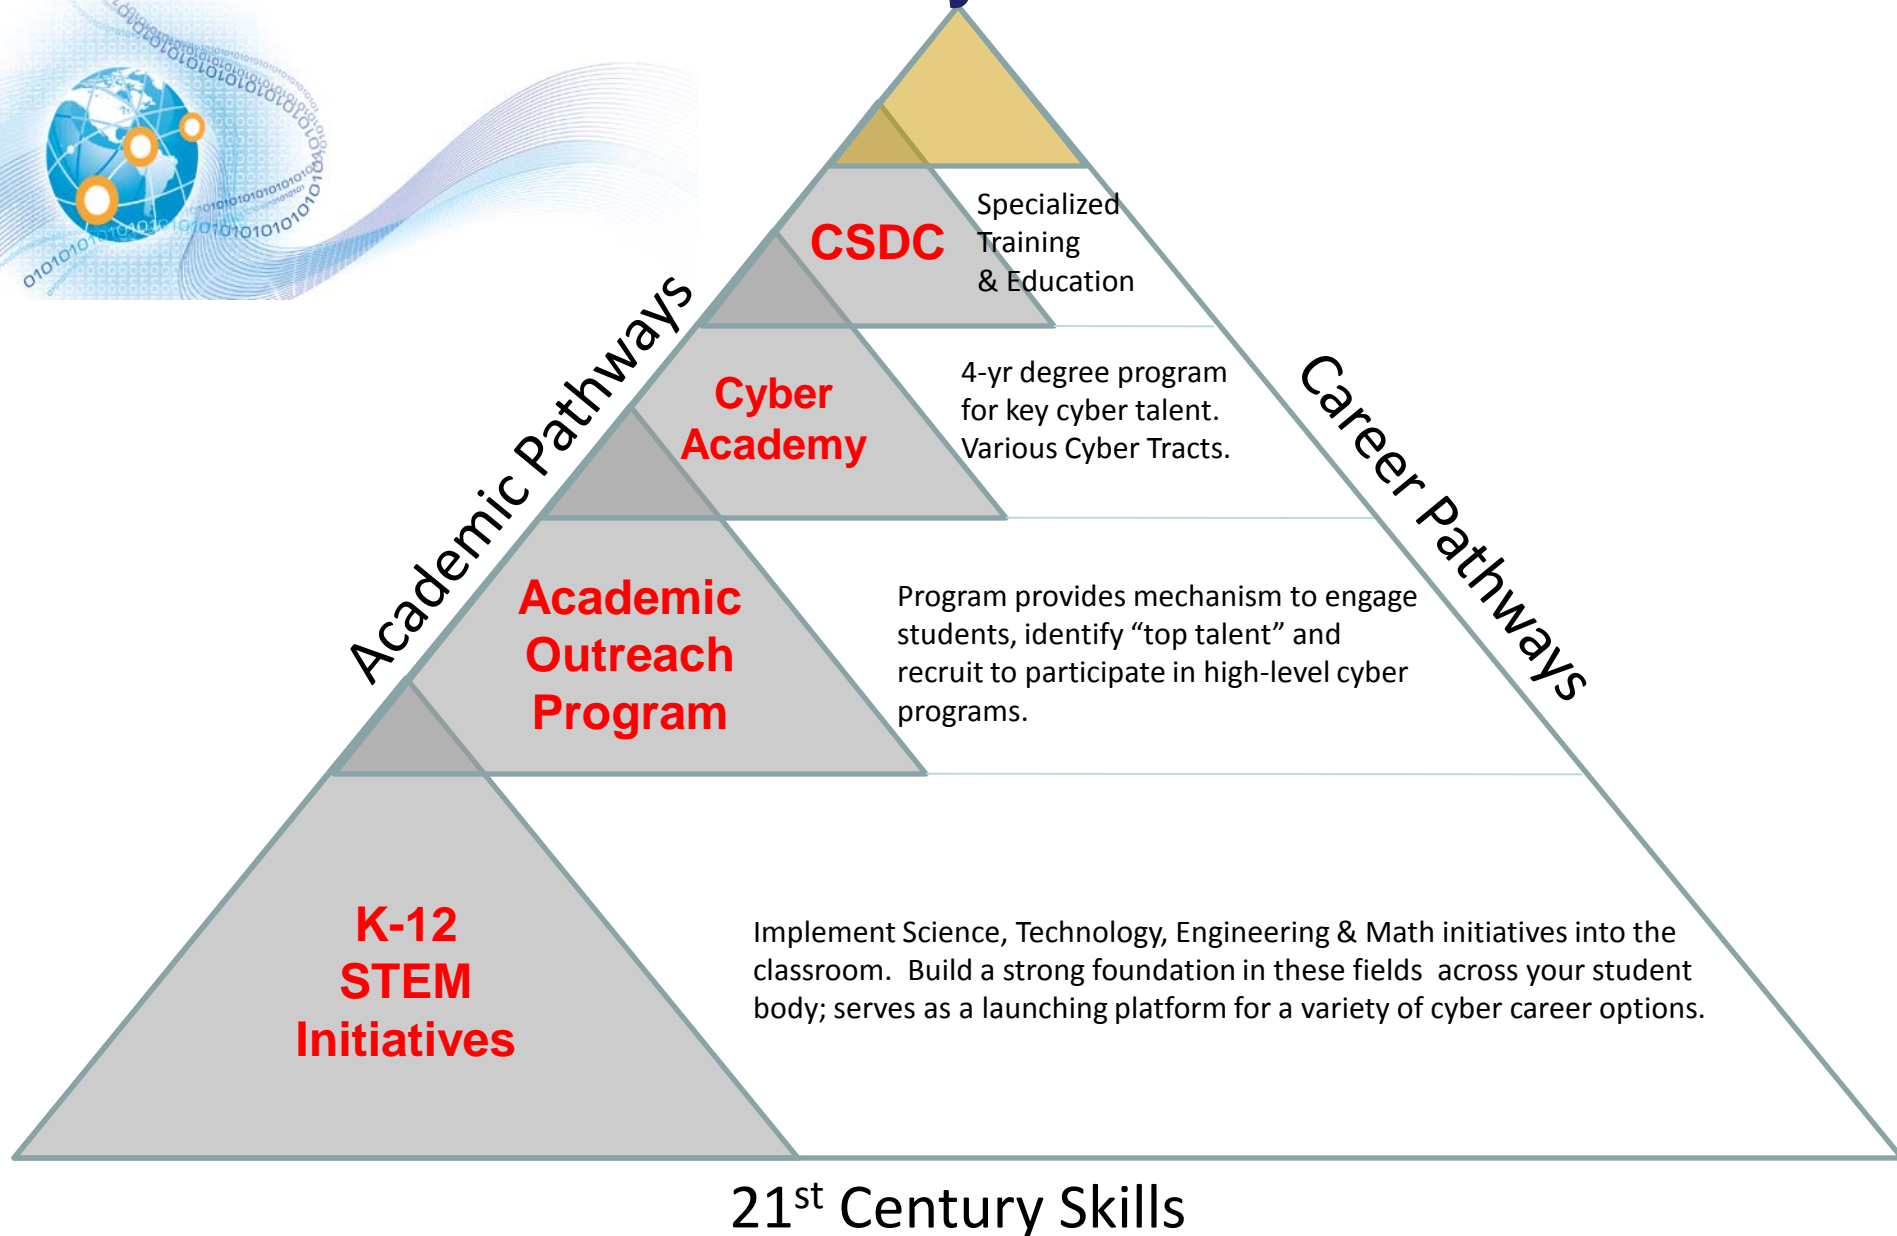 CSDC
Specialized
Training
& Education
Academic Pathways
Career Pathways
Cyber
Academy
4-yr degree program
for key cyber talent.
Various Cyber Tracts.
Academic
Outreach
Program
Program provides mechanism to engage
students, identify “top talent” and
recruit to participate in high-level cyber
programs.
K-12
STEM
Initiatives
Implement Science, Technology, Engineering & Math initiatives into the
classroom.  Build a strong foundation in these fields  across your student
body; serves as a launching platform for a variety of cyber career options.
21st Century Skills